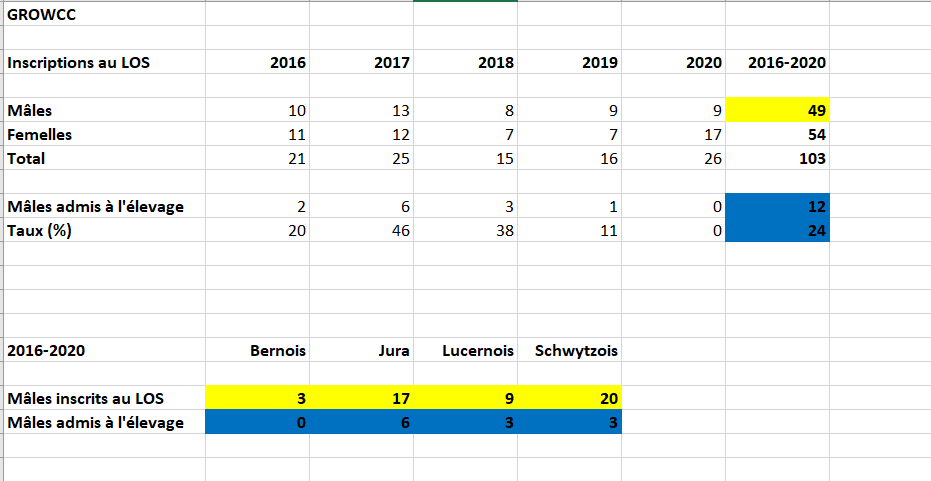 GROWCC
Inscriptions au LOS 2016 2017 2018 2019 2020 2016-2020
Mâles 10 13 8 9 9 49
Femelles 11 12 7 7 17 54
Total 21 25 15 16 26 103
Mâles admis à l'élevage 2 6 3 1 0 12
Taux (%) 20 46 38 11 0 24
2016-2020 Bernois Jura Lucernois Schwytzois
Mâles inscrits au LOS 3 17 9 20
Mâles admis à l'élevage 0 6 3 3